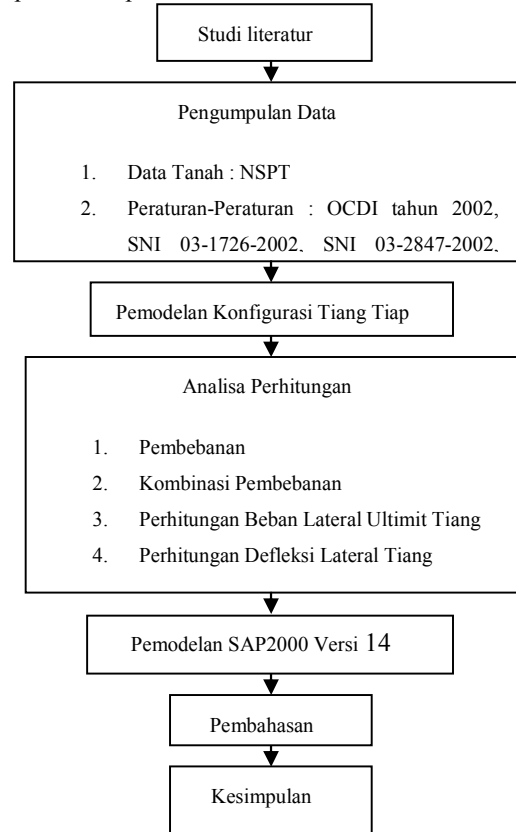 Studi literatur
Pengumpulan Data
1. Data Tanah : NSPT
2. Peraturan-Peraturan : OCDI tahun 2002,
SNI 03-1726-2002, SNI 03-2847-2002,
Pemodelan Konfigurasi Tiang Tiap
Analisa Perhitungan
1. Pembebanan
2. Kombinasi Pembebanan
3. Perhitungan Beban Lateral Ultimit Tiang
4. Perhitungan Defleksi Lateral Tiang
Pemodelan SAP2000 Versi 14
Pembahasan
Kesimpulan